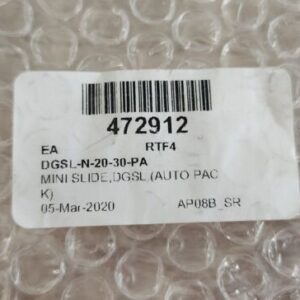 472912
EA RTF4
DGSL-N-20-30-PA
MINI SLIDE,DGSL (AUTO PAC
K)
05-Mar-2020 AP08B_SR